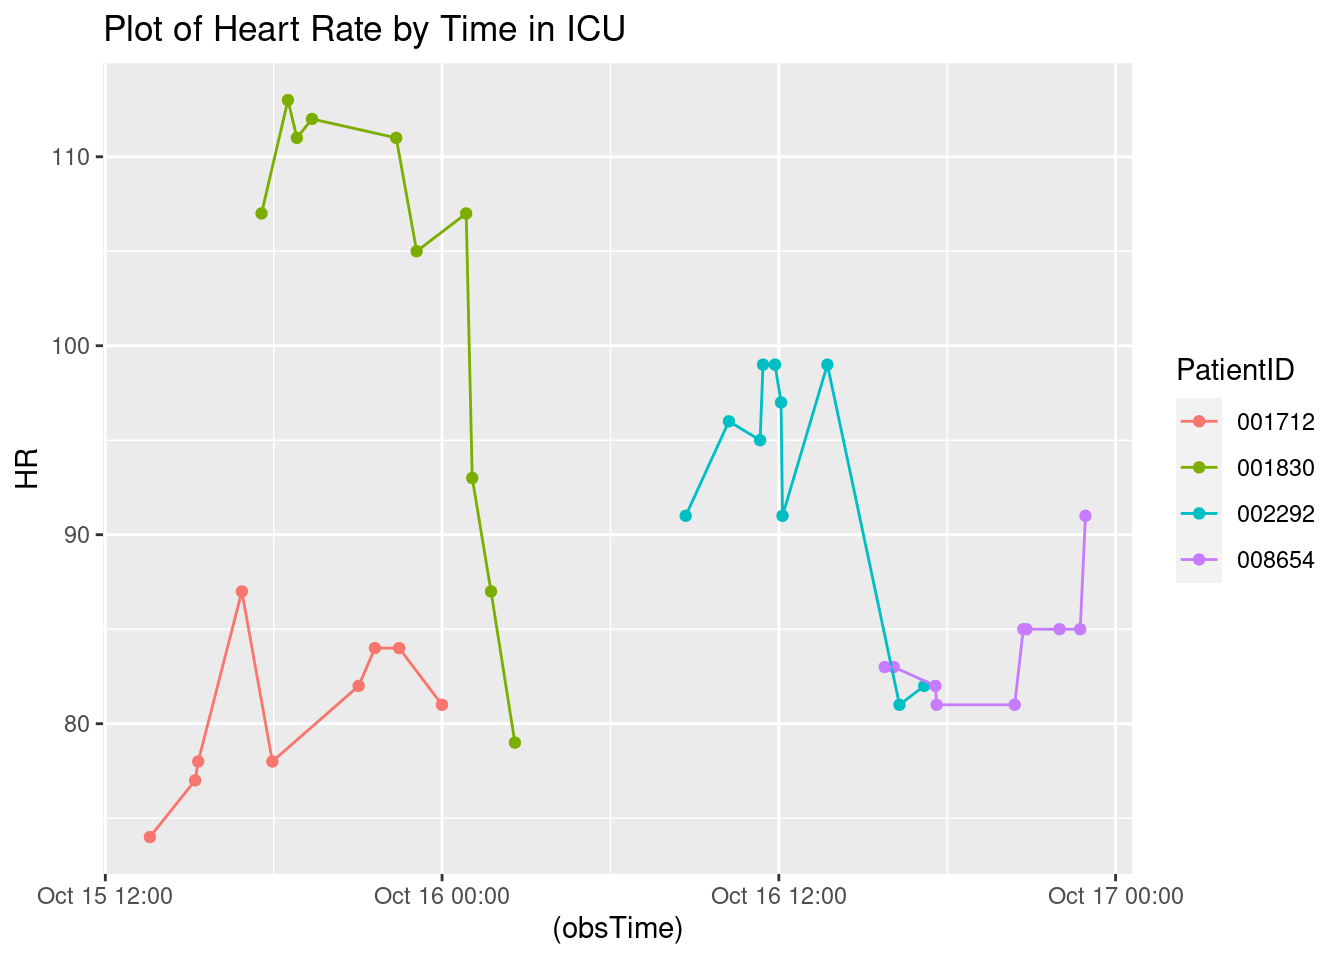 Plot of Heart Rate by Time in ICU
HR
110
100
90
80
Oct 15 12:00
Oct 16 00:00
Oct 16 12:00
Oct 17 00:00
(obsTime)
PatientID
001712
001830
002292
008654